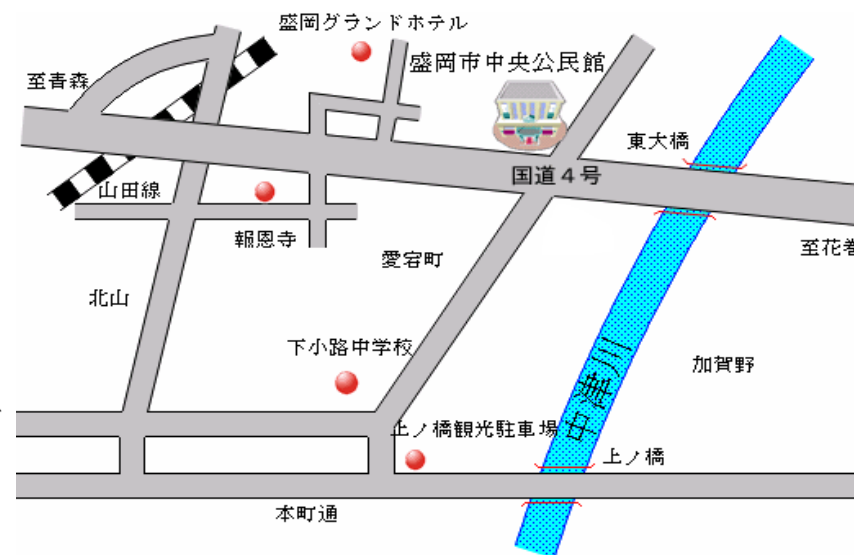 盛岡グランドホテル
盛岡市中央公民館
至青森
東大橋
国道４号
山田線
報恩寺
愛宕町
至花巻
北山
下小路中学校
加賀野
中津川
上ノ橋観光駐車場
上ノ橋
本町通